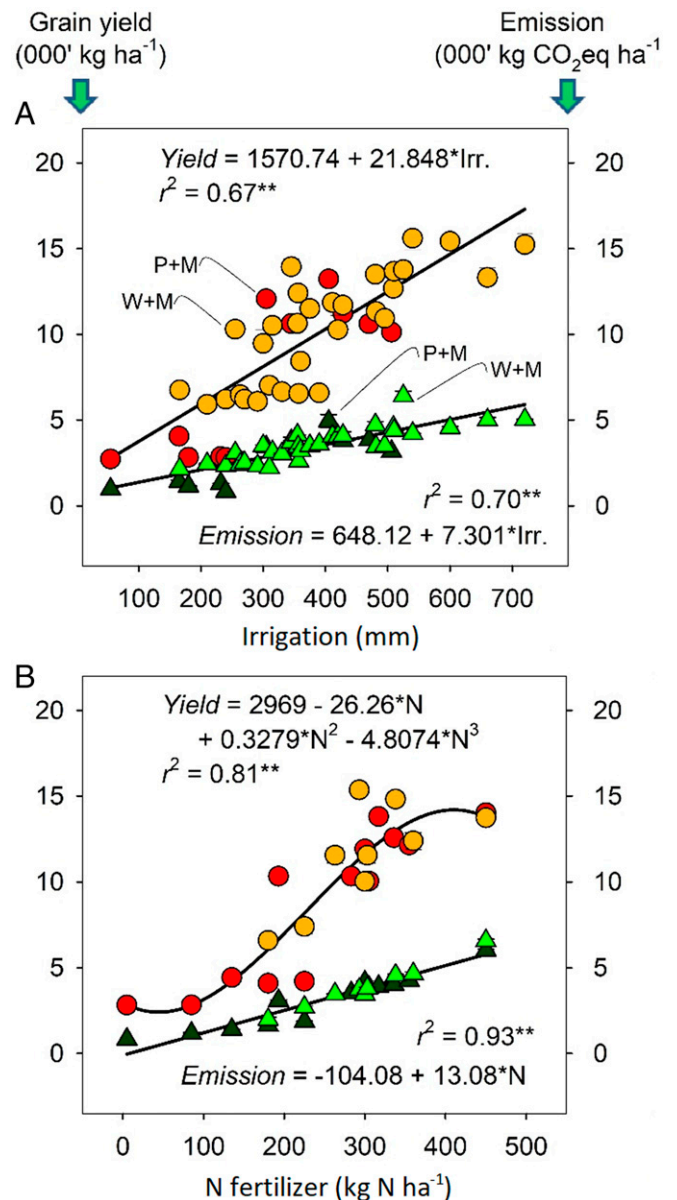 Grain yield
(000' kg ha⁻¹)
Emission
(000' kg CO₂eq ha⁻¹
A
Yield = 1570.74 + 21.848*Irr.
r² = 0.67**
P+M
W+M
P+M
W+M
r² = 0.70**
Emission = 648.12 + 7.301*Irr.
20
15
10
5
0
20
15
10
5
0
100 200 300 400 500 600 700
Irrigation (mm)
B
Yield = 2969 - 26.26*N
+ 0.3279*N² - 4.8074*N³
r² = 0.81**
r² = 0.93**
Emission = -104.08 + 13.08*N
20
15
10
5
0
20
15
10
5
0
0 100 200 300 400 500
N fertilizer (kg N ha⁻¹)